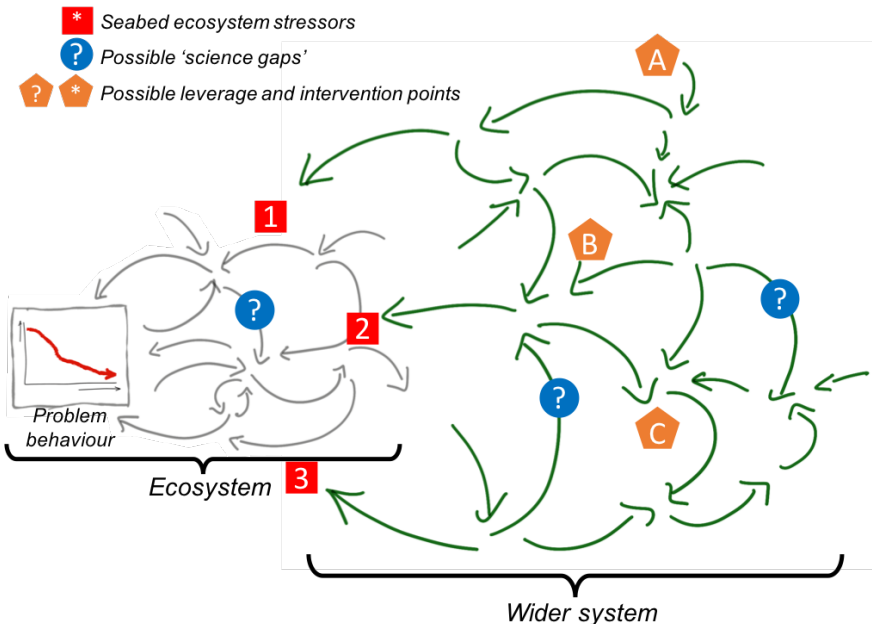 * Seabed ecosystem stressors
? Possible ‘science gaps’
? * Possible leverage and intervention points
A
1
B
?
?
2
Problem
behaviour
?
C
Ecosystem
3
Wider system